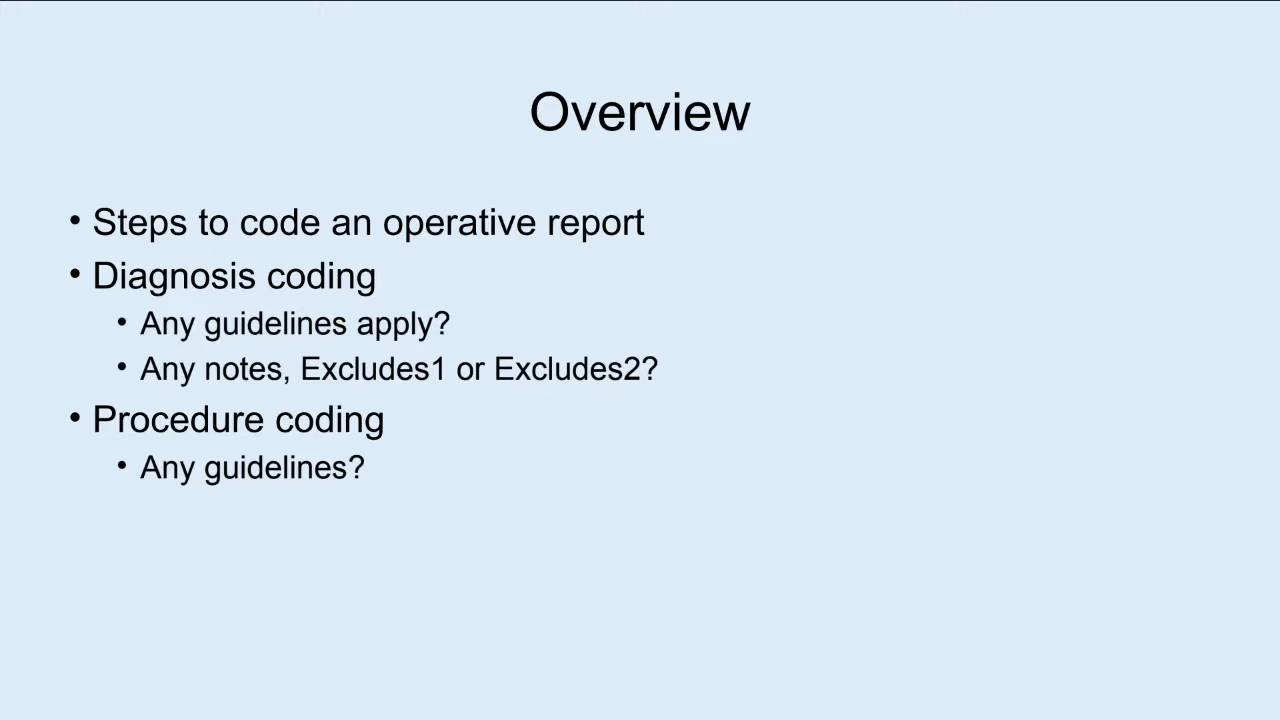 Overview
• Steps to code an operative report
• Diagnosis coding
• Any guidelines apply?
• Any notes, Excludes1 or Excludes2?
• Procedure coding
• Any guidelines?